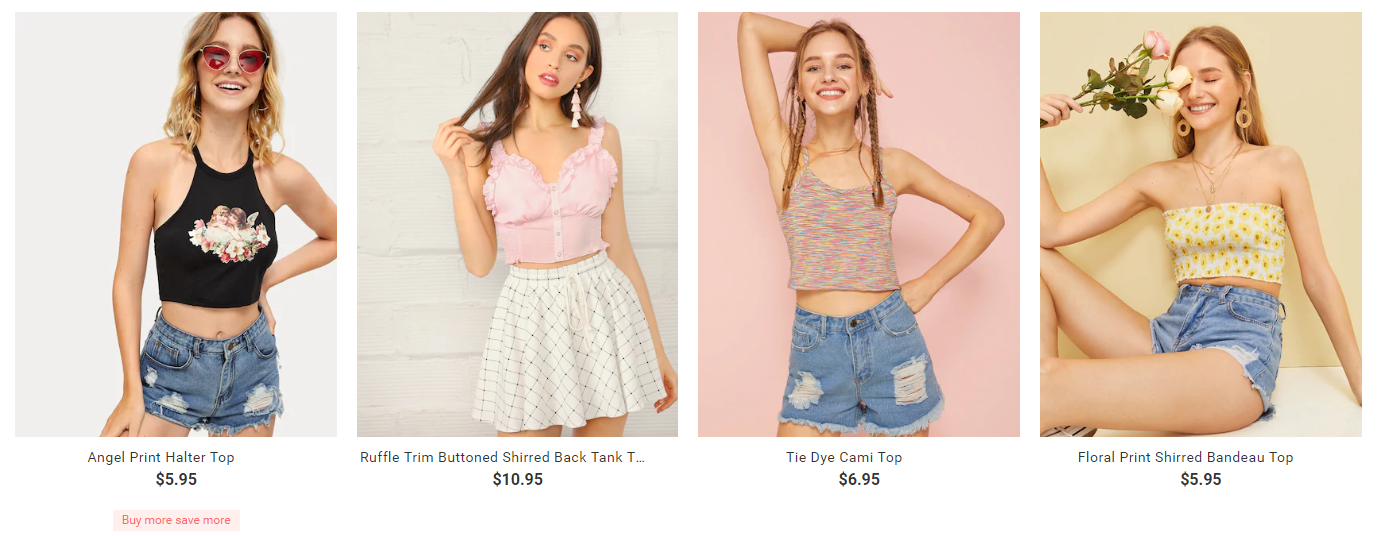 Angel Print Halter Top
Ruffle Trim Buttoned Shirred Back Tank T...
Tie Dye Cami Top
Floral Print Shirred Bandeau Top
$5.95
$10.95
$6.95
$5.95
Buy more save more